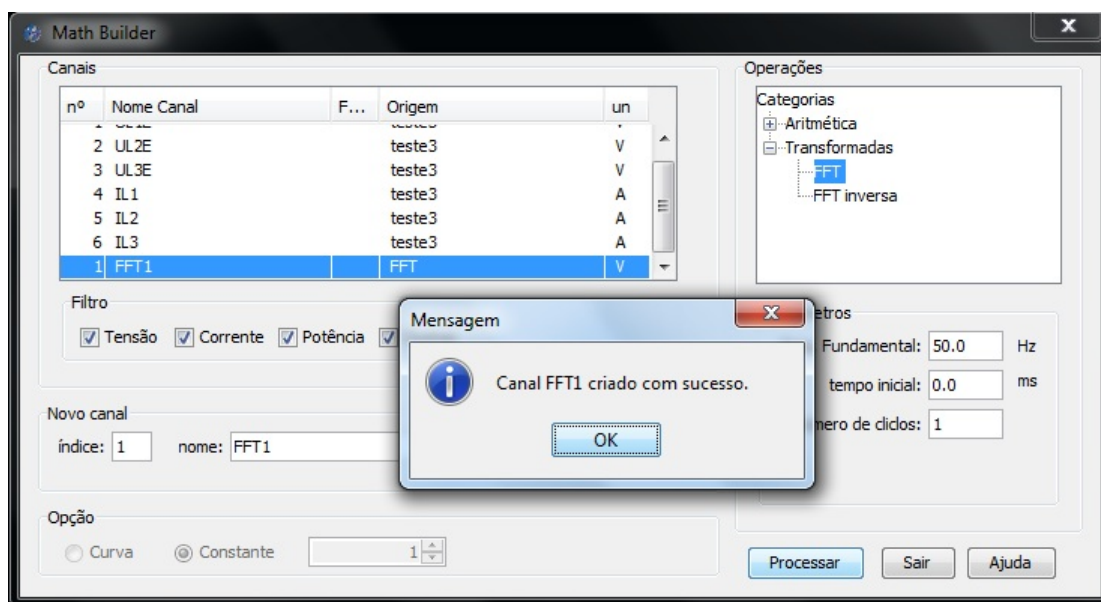 Math Builder
Canais
nº Nome Canal F... Origem un
2 UL2E teste3 V
3 UL3E teste3 V
4 IL1 teste3 A
5 IL2 teste3 A
6 IL3 teste3 A
1 FFT1 FFT V
Filtro
Tensão Corrente Potência
Novo canal
índice: 1 nome: FFT1
Opção
Curva Constante 1
Operações
Categorias
Aritmética
Transformadas
FFT
FFT inversa
Fundamental: 50.0 Hz
tempo inicial: 0.0 ms
mero de cliclos: 1
Processar Sair Ajuda
Mensagem
Canal FFT1 criado com sucesso.
OK